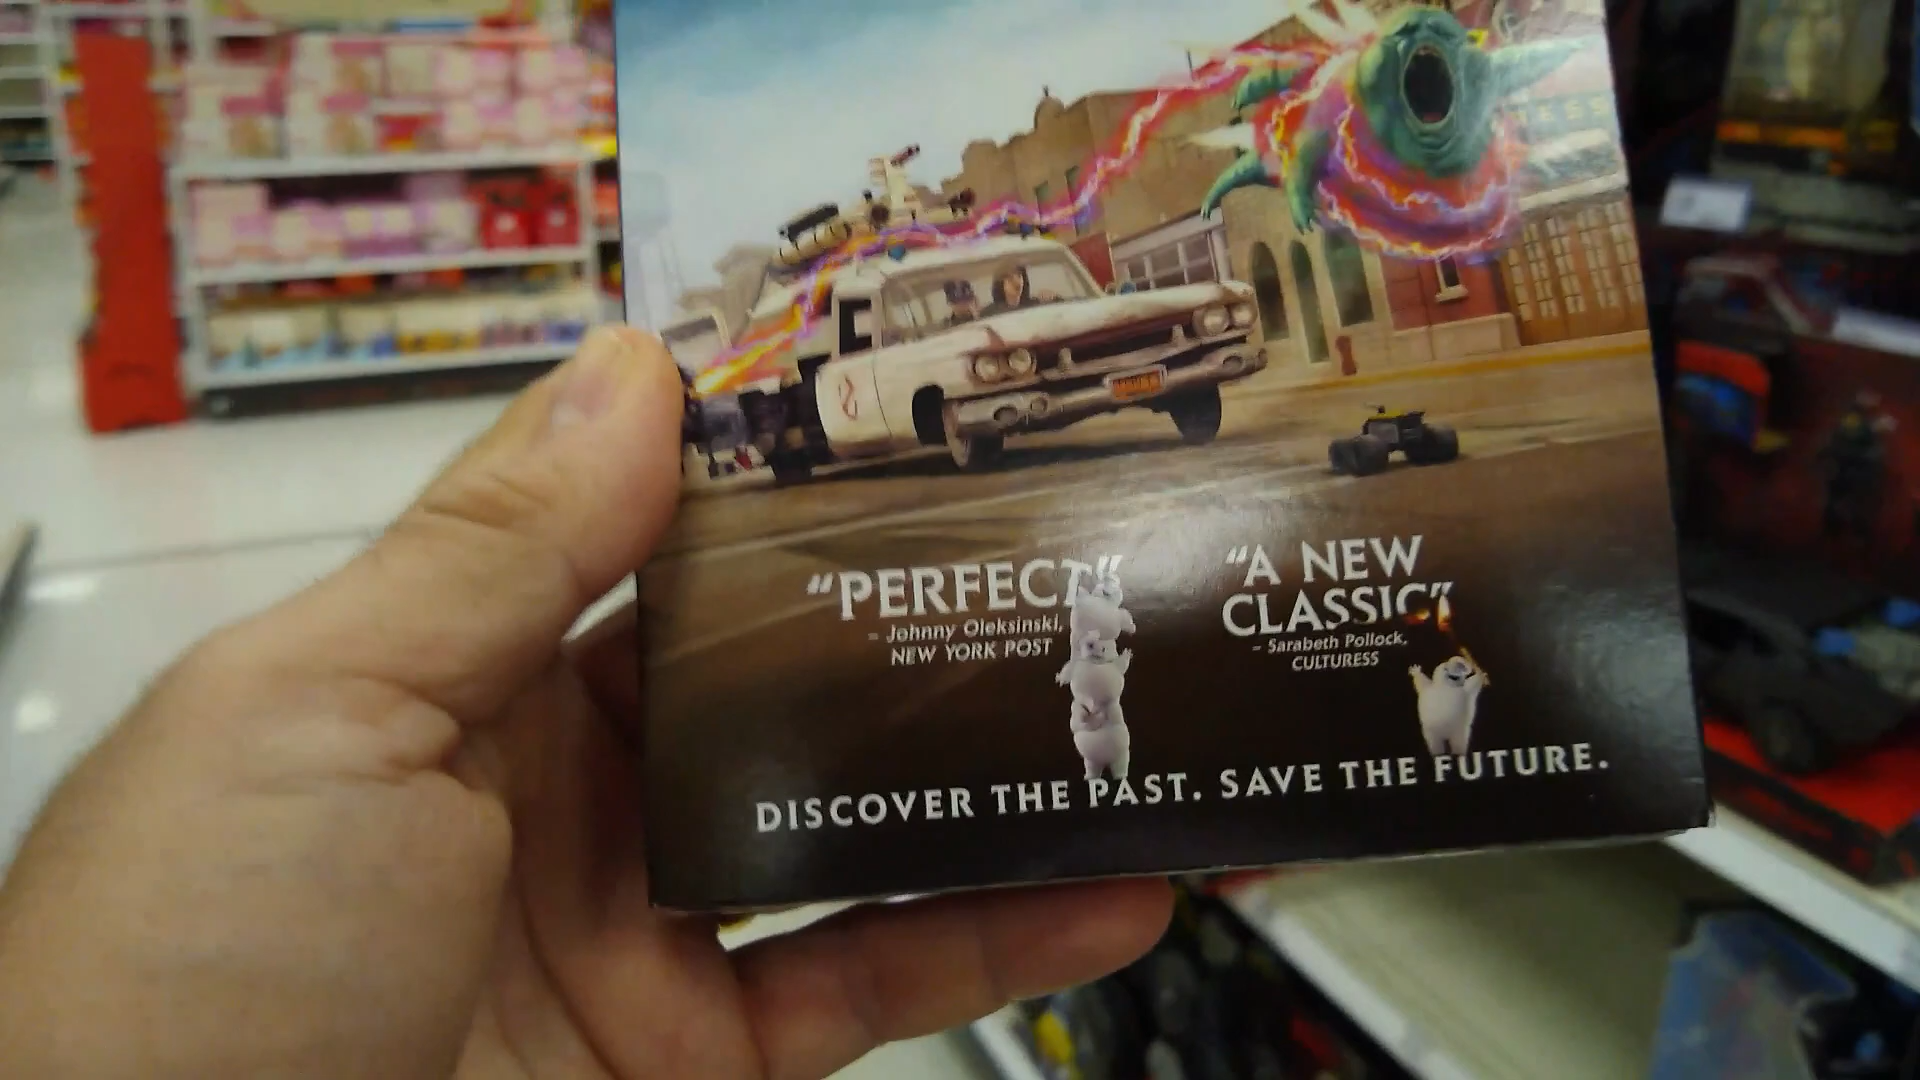 “PERFECT”
– Johnny Oleksinski,
NEW YORK POST
“A NEW
CLASSIC”
– Sarabeth Pollock,
CULTURESS
DISCOVER THE PAST. SAVE THE FUTURE.